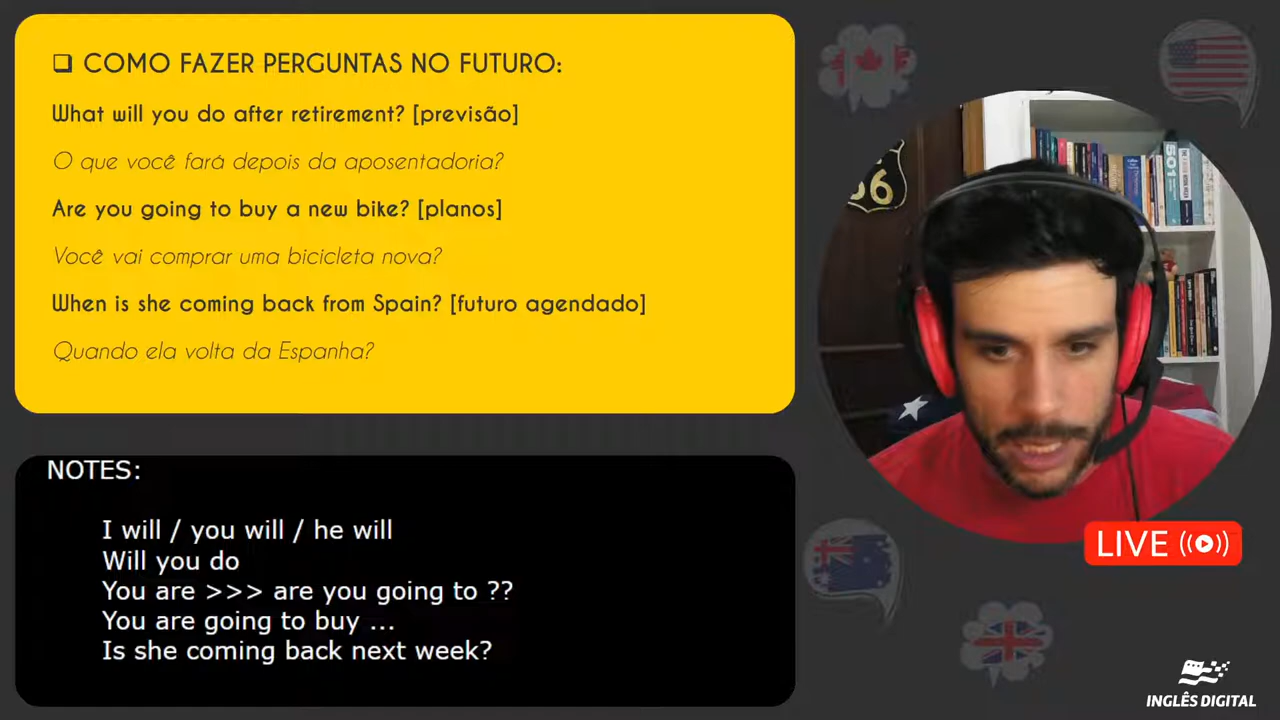 ❑ COMO FAZER PERGUNTAS NO FUTURO:
What will you do after retirement? [previsão]
O que você fará depois da aposentadoria?
Are you going to buy a new bike? [planos]
Você vai comprar uma bicicleta nova?
When is she coming back from Spain? [futuro agendado]
Quando ela volta da Espanha?
NOTES:
I will / you will / he will
Will you do
You are >>> are you going to ??
You are going to buy ...
Is she coming back next week?
66
501
LIVE
INGLÊS DIGITAL